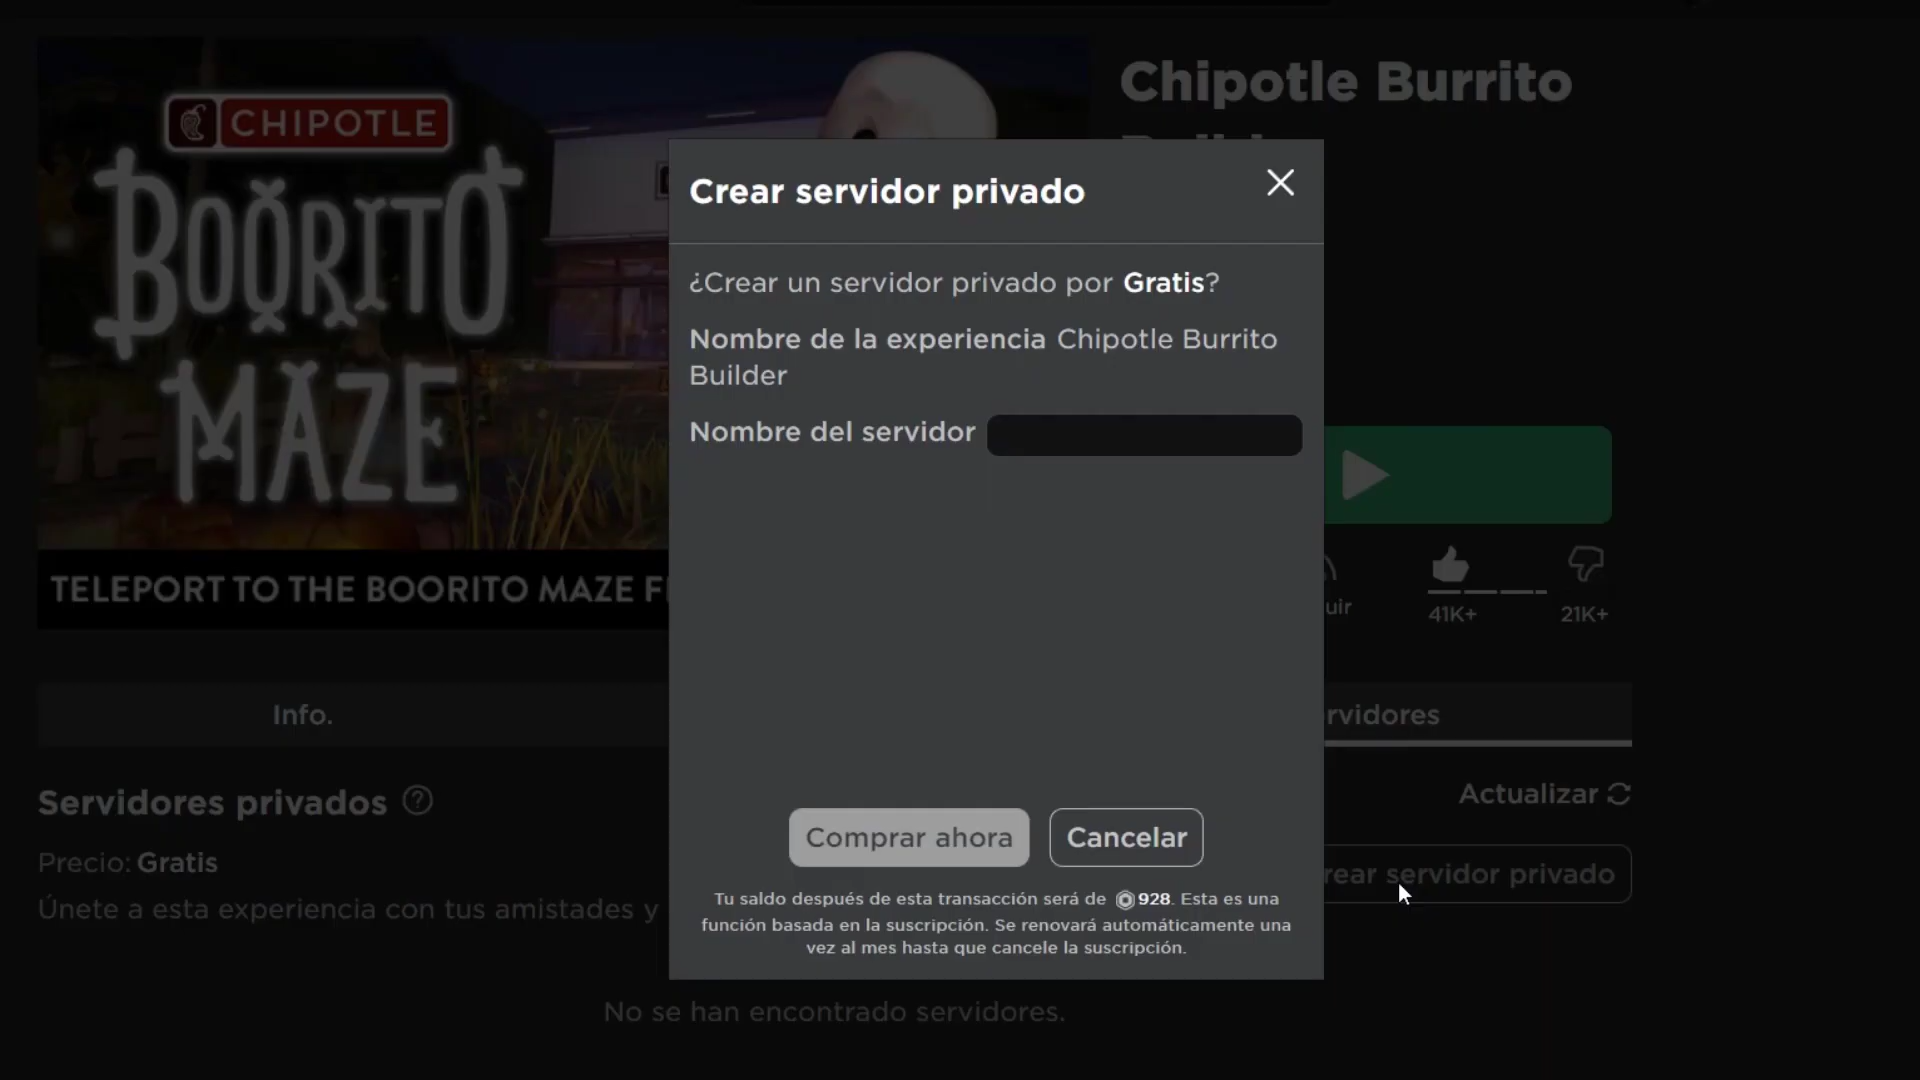 CHIPOTLE
BOORITO
MAZE
TELEPORT TO THE BOORITO MAZE
Chipotle Burrito
Crear servidor privado
¿Crear un servidor privado por Gratis?
Nombre de la experiencia Chipotle Burrito
Builder
Nombre del servidor
Comprar ahora
Cancelar
Tu saldo después de esta transacción será de 928. Esta es una
función basada en la suscripción. Se renovará automáticamente una
vez al mes hasta que cancele la suscripción.
uir
41K+
21K+
Info.
rvidores
Servidores privados
Actualizar
Precio: Gratis
rear servidor privado
Únete a esta experiencia con tus amistades y
No se han encontrado servidores.